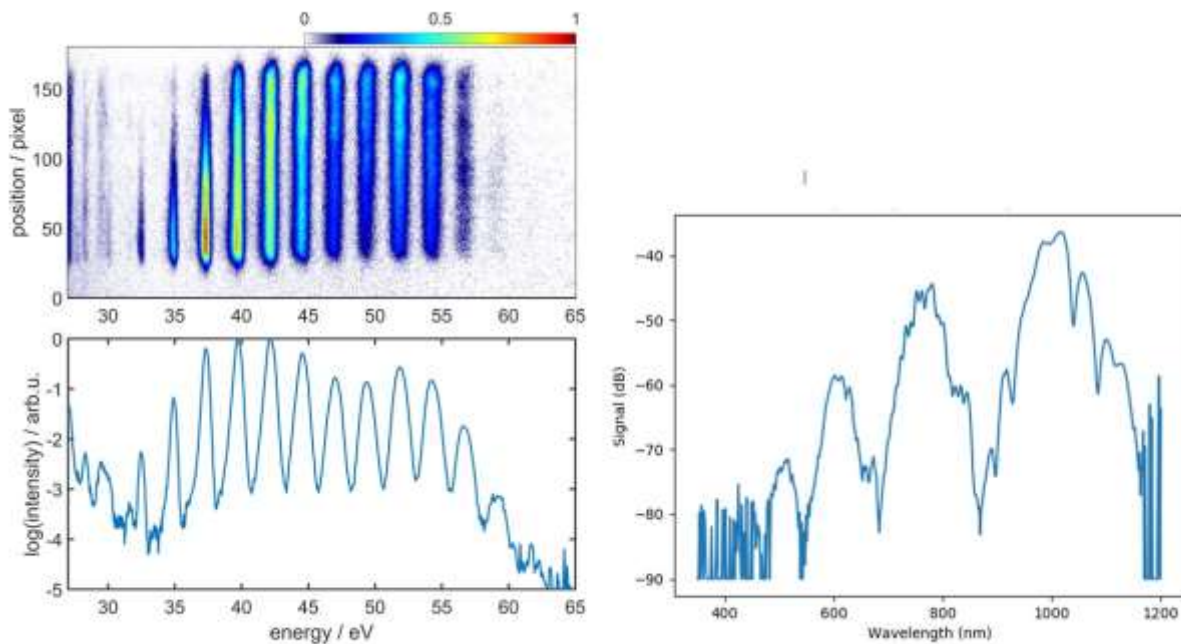 0 0.5 1
position / pixel
150
100
50
0
30 35 40 45 50 55 60 65
log(intensity) / arb.u.
0
-1
-2
-3
-4
-5
30 35 40 45 50 55 60 65
energy / eV
Signal (dB)
−40
−50
−60
−70
−80
−90
400 600 800 1000 1200
Wavelength (nm)